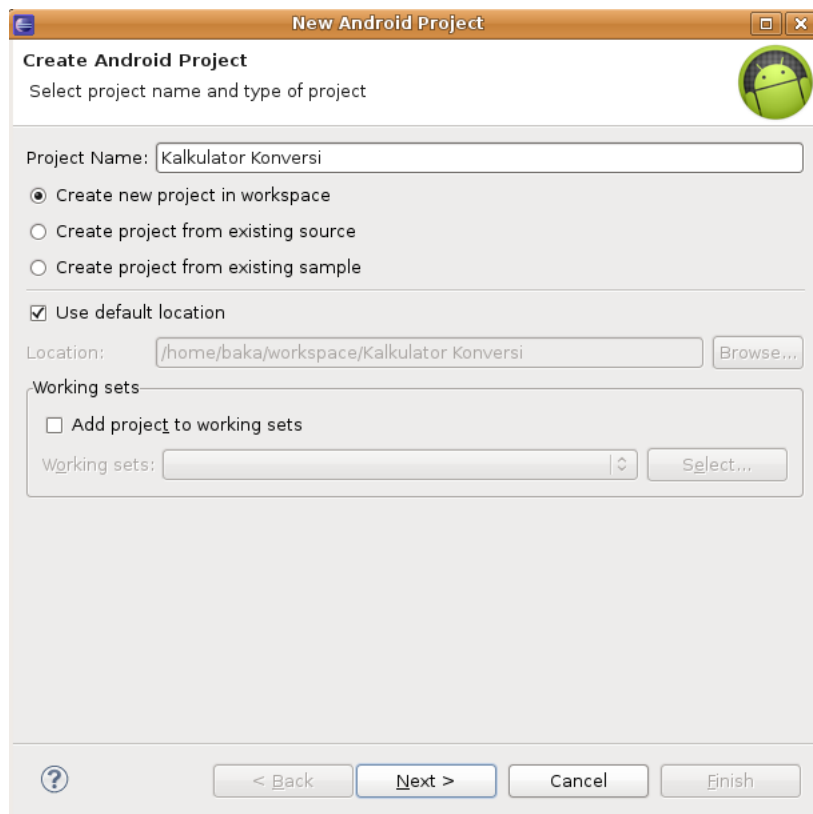 New Android Project
Create Android Project
Select project name and type of project
Project Name: Kalkulator Konversi
Create new project in workspace
Create project from existing source
Create project from existing sample
Use default location
Location: /home/baka/workspace/Kalkulator Konversi Browse...
Working sets
Add project to working sets
Working sets: Select...
? < Back Next > Cancel Finish